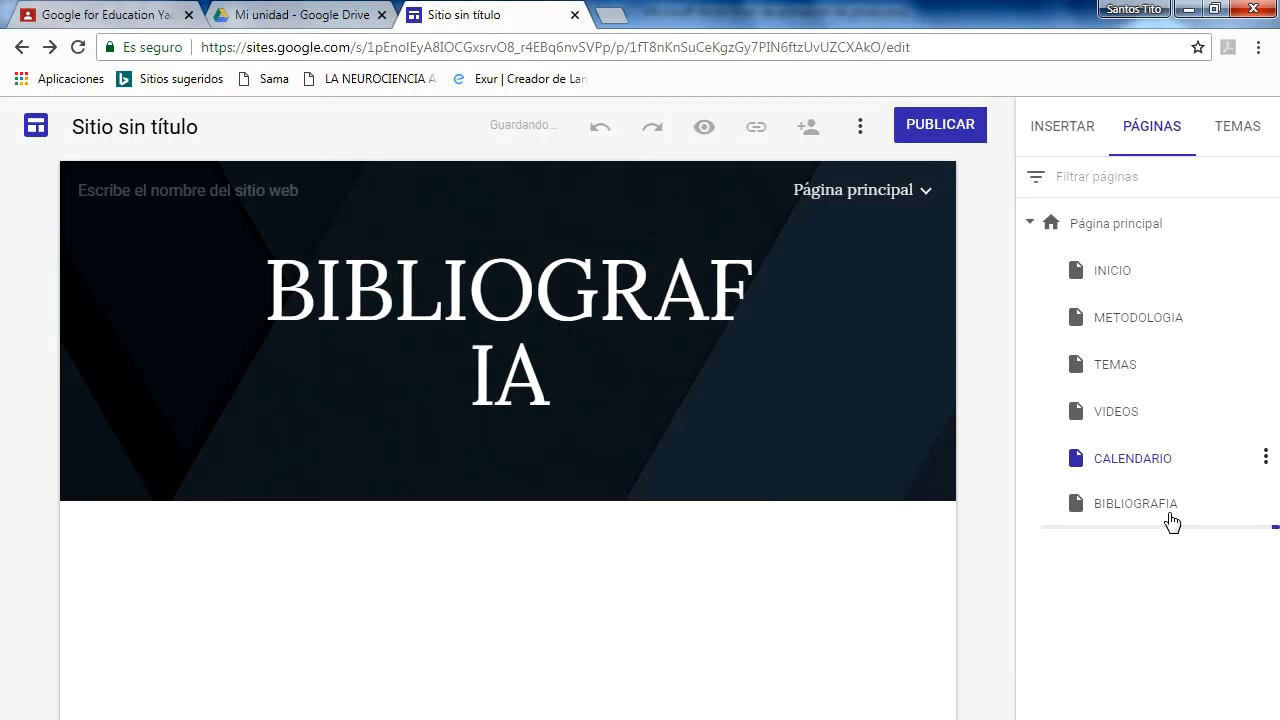 Google for Education Yac
Mi unidad - Google Drive
Sitio sin título
Santos Tito
Es seguro
https://sites.google.com/s/1pEnoIEyA8IOCGxsrvO8_r4EBq6nvSVPp/p/1fT8nKnSuCeKgzGy7PIN6ftzUvUZCXAkO/edit
Aplicaciones
Sitios sugeridos
Sama
LA NEUROCIENCIA A
Exur | Creador de Lan
Sitio sin título
Guardando...
PUBLICAR
INSERTAR
PÁGINAS
TEMAS
Escribe el nombre del sitio web
Página principal
BIBLIOGRAF
IA
Filtrar páginas
Página principal
INICIO
METODOLOGIA
TEMAS
VIDEOS
CALENDARIO
BIBLIOGRAFIA